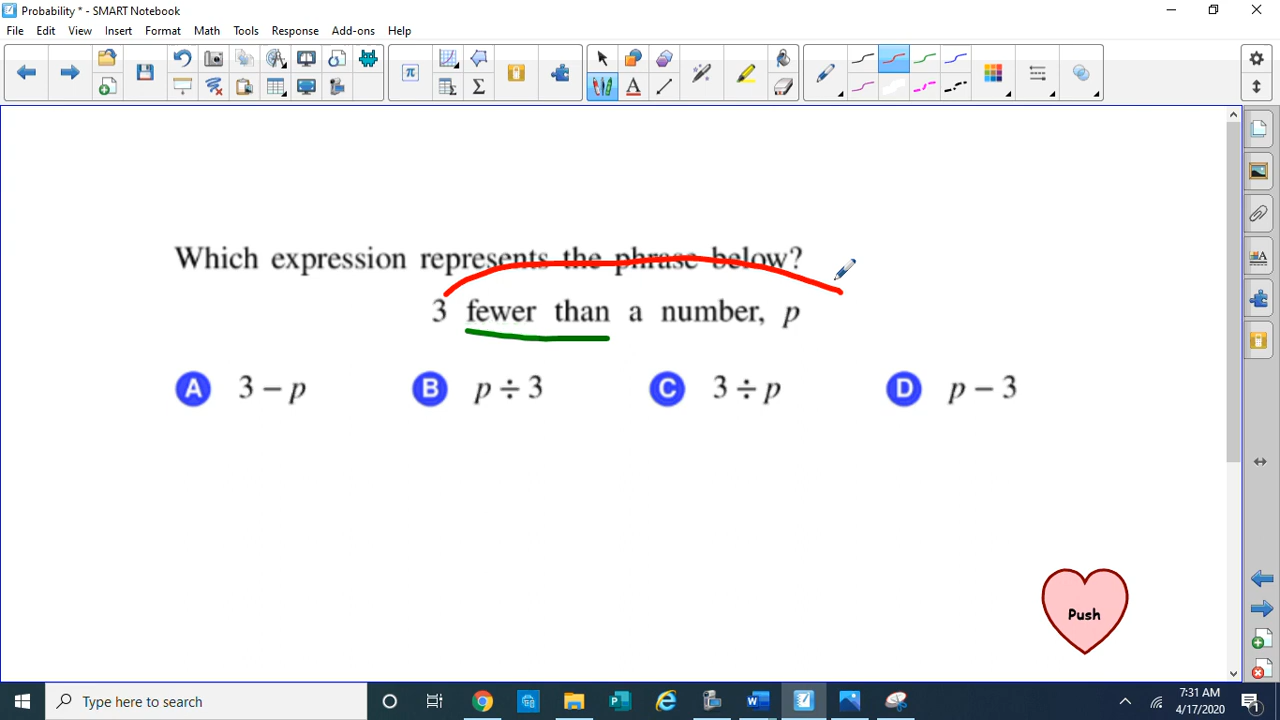 Probability * - SMART Notebook
File Edit View Insert Format Math Tools Response Add-ons Help
Which expression represents the phrase below?
3 fewer than a number, p
A 3 − p B p ÷ 3 C 3 ÷ p D p − 3
Push
Type here to search
7:31 AM
4/17/2020